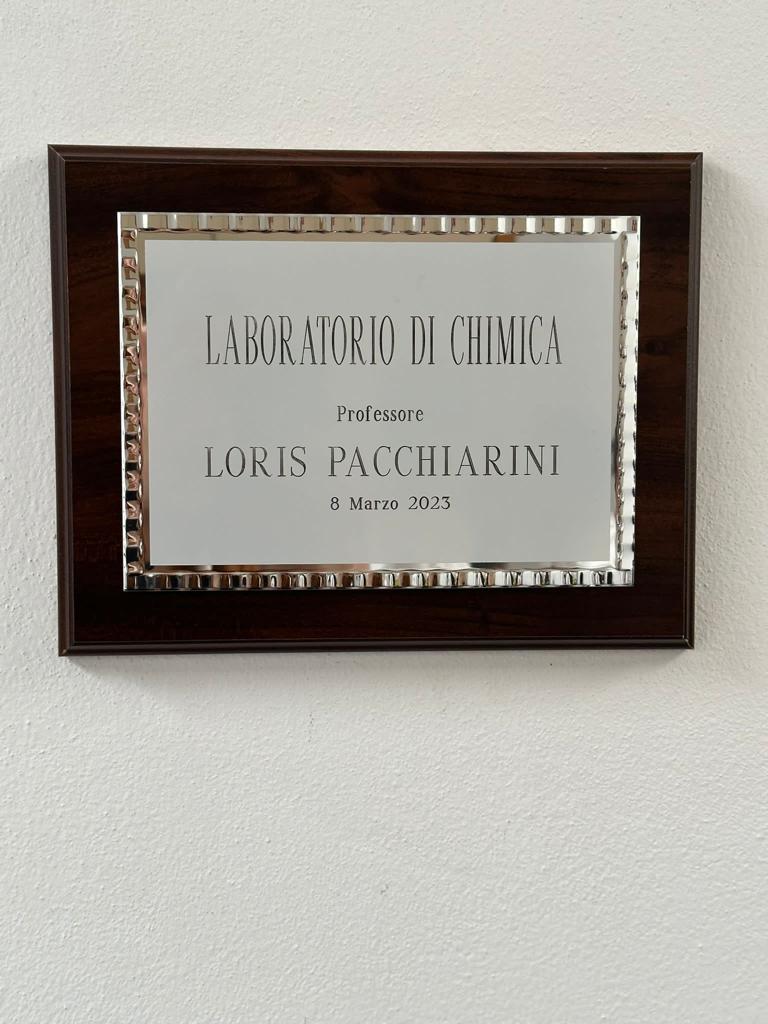 LABORATORIO DI CHIMICA
Professore
LORIS PACCHIARINI
8 Marzo 2023